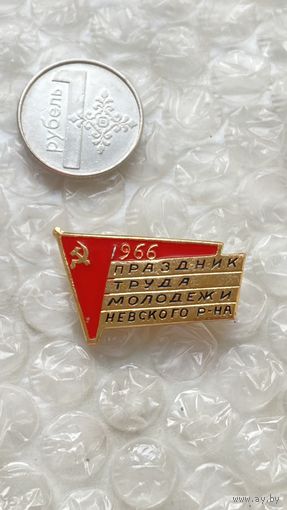 1 рубель
1966
ПРАЗДНИК
ТРУДА
МОЛОДЕЖИ
НЕВСКОГО Р-НА
www.ay.by